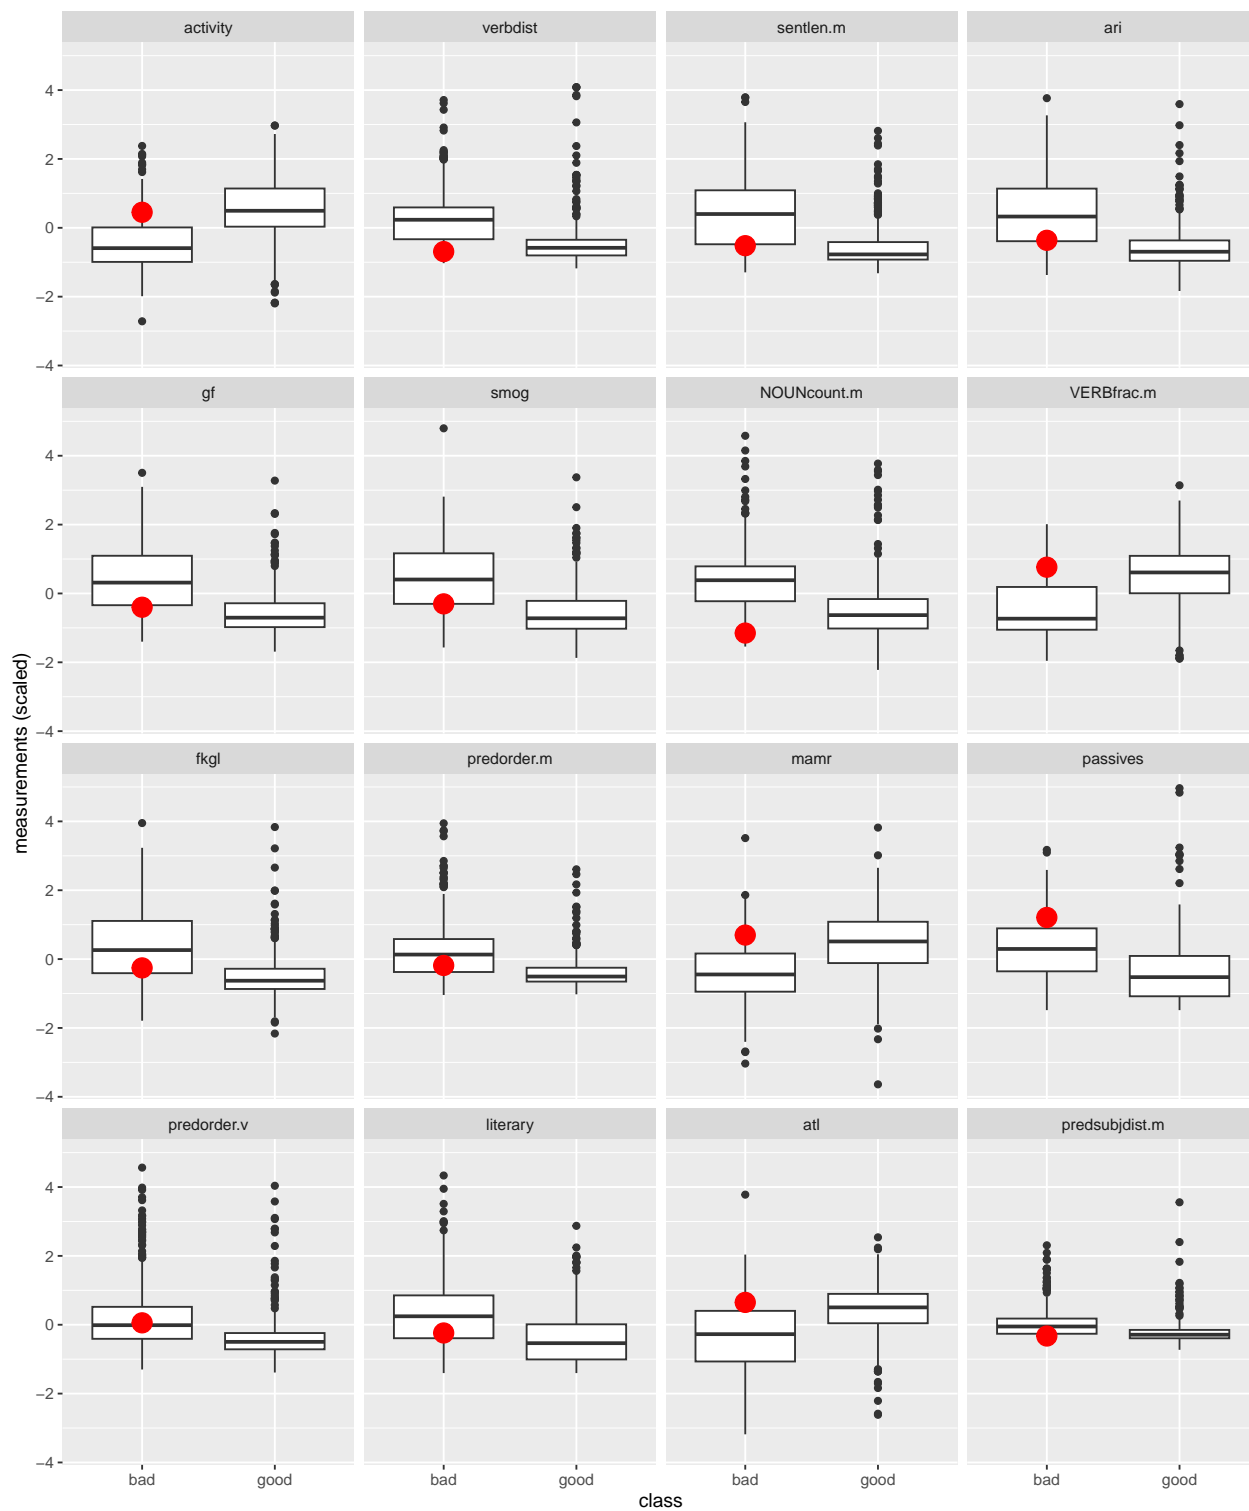 activity verbdist sentlen.m ari
4
2
0
−2
−4
gf smog NOUNcount.m VERBfrac.m
4
2
0
−2
−4
fkgl predorder.m mamr passives
4
2
0
−2
−4
predorder.v literary atl predsubjdist.m
4
2
0
−2
−4
bad good bad good bad good bad good
class
measurements (scaled)